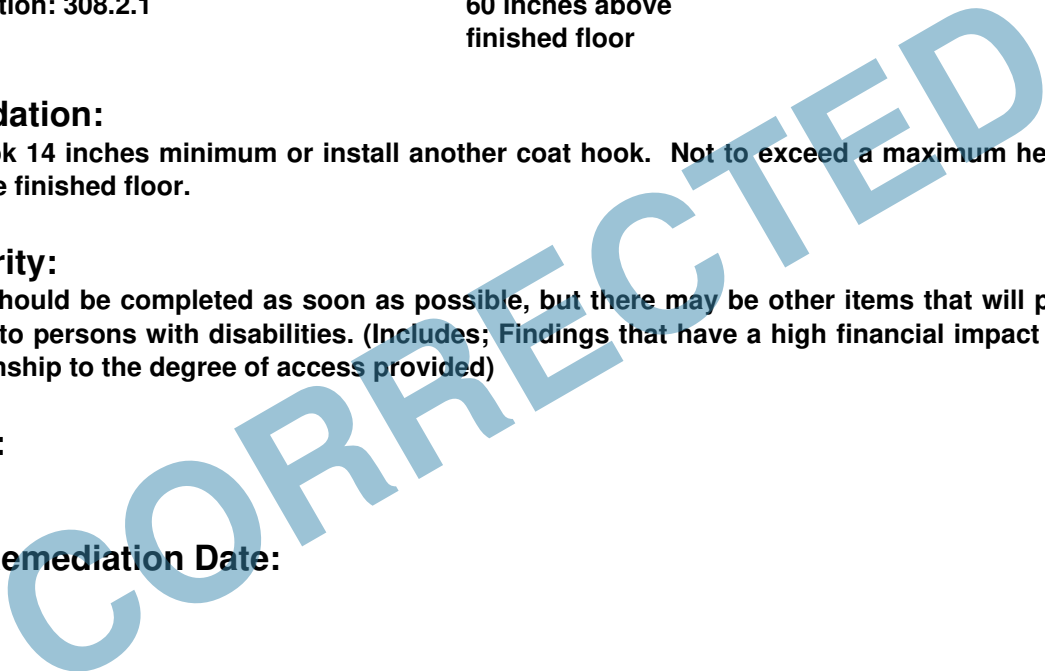 tion: 308.2.1 60 inches above
finished floor
dation:
ok 14 inches minimum or install another coat hook. Not to exceed a maximum he
e finished floor.
rity:
hould be completed as soon as possible, but there may be other items that will p
to persons with disabilities. (Includes; Findings that have a high financial impact
nship to the degree of access provided)
:
emediation Date:
CORRECTED